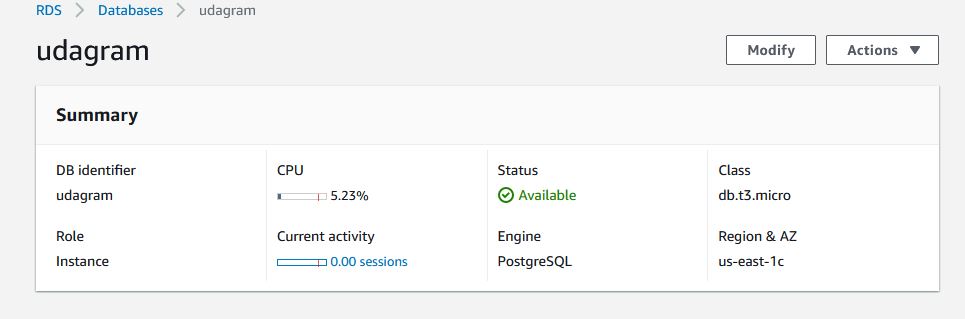 RDS > Databases > udagram
udagram
Modify
Actions ▼
Summary
DB identifier
udagram
CPU
5.23%
Status
Available
Class
db.t3.micro
Role
Instance
Current activity
0.00 sessions
Engine
PostgreSQL
Region & AZ
us-east-1c